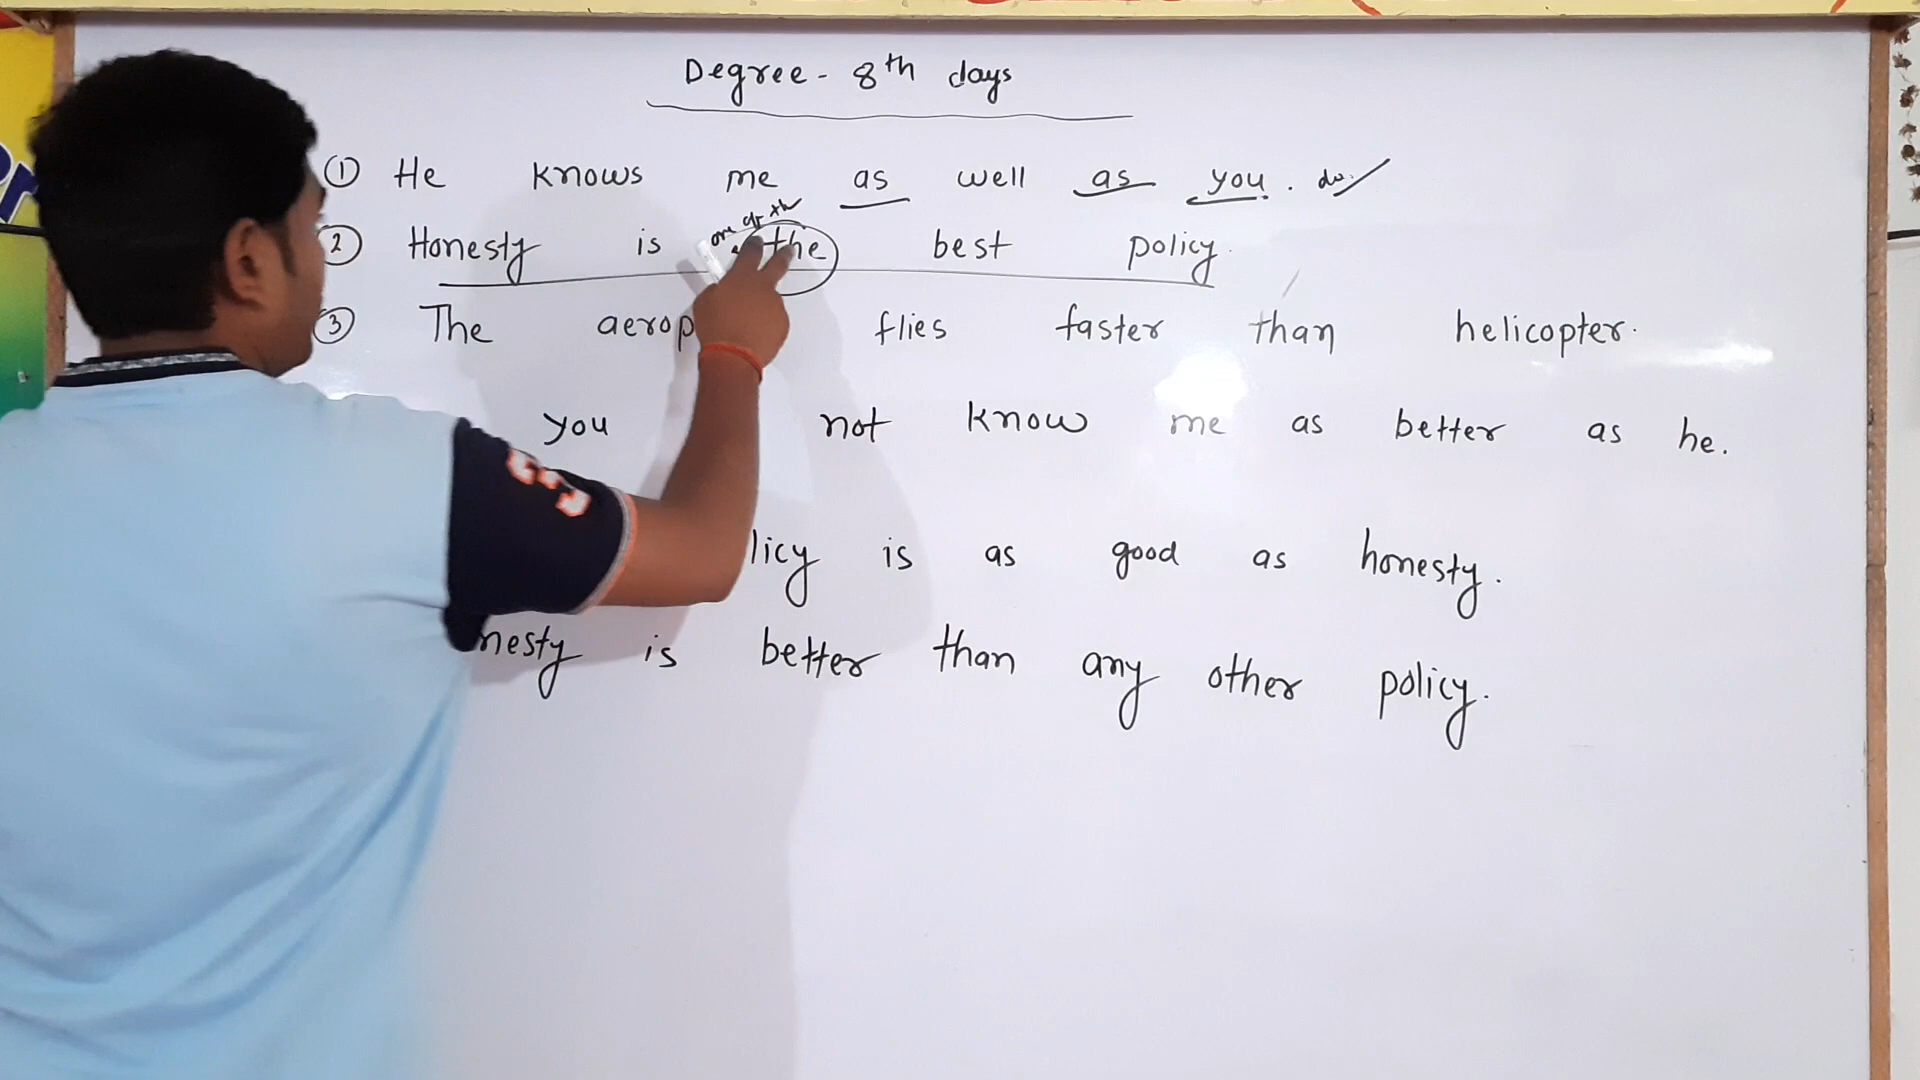 Degree - 8th days
① He knows me as well as you. do.
one of the
② Honesty is the best policy.
③ The aerop flies faster than helicopter.
you not know me as better as he.
licy is as good as honesty.
nesty is better than any other policy.